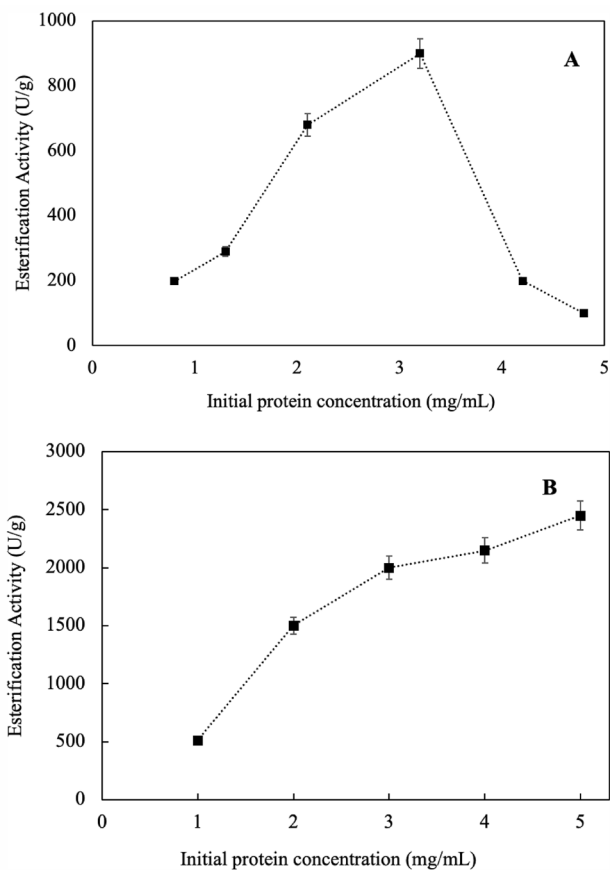 A
Esterification Activity (U/g)
1000
800
600
400
200
0
0 1 2 3 4 5
Initial protein concentration (mg/mL)
B
Esterification Activity (U/g)
3000
2500
2000
1500
1000
500
0
0 1 2 3 4 5
Initial protein concentration (mg/mL)